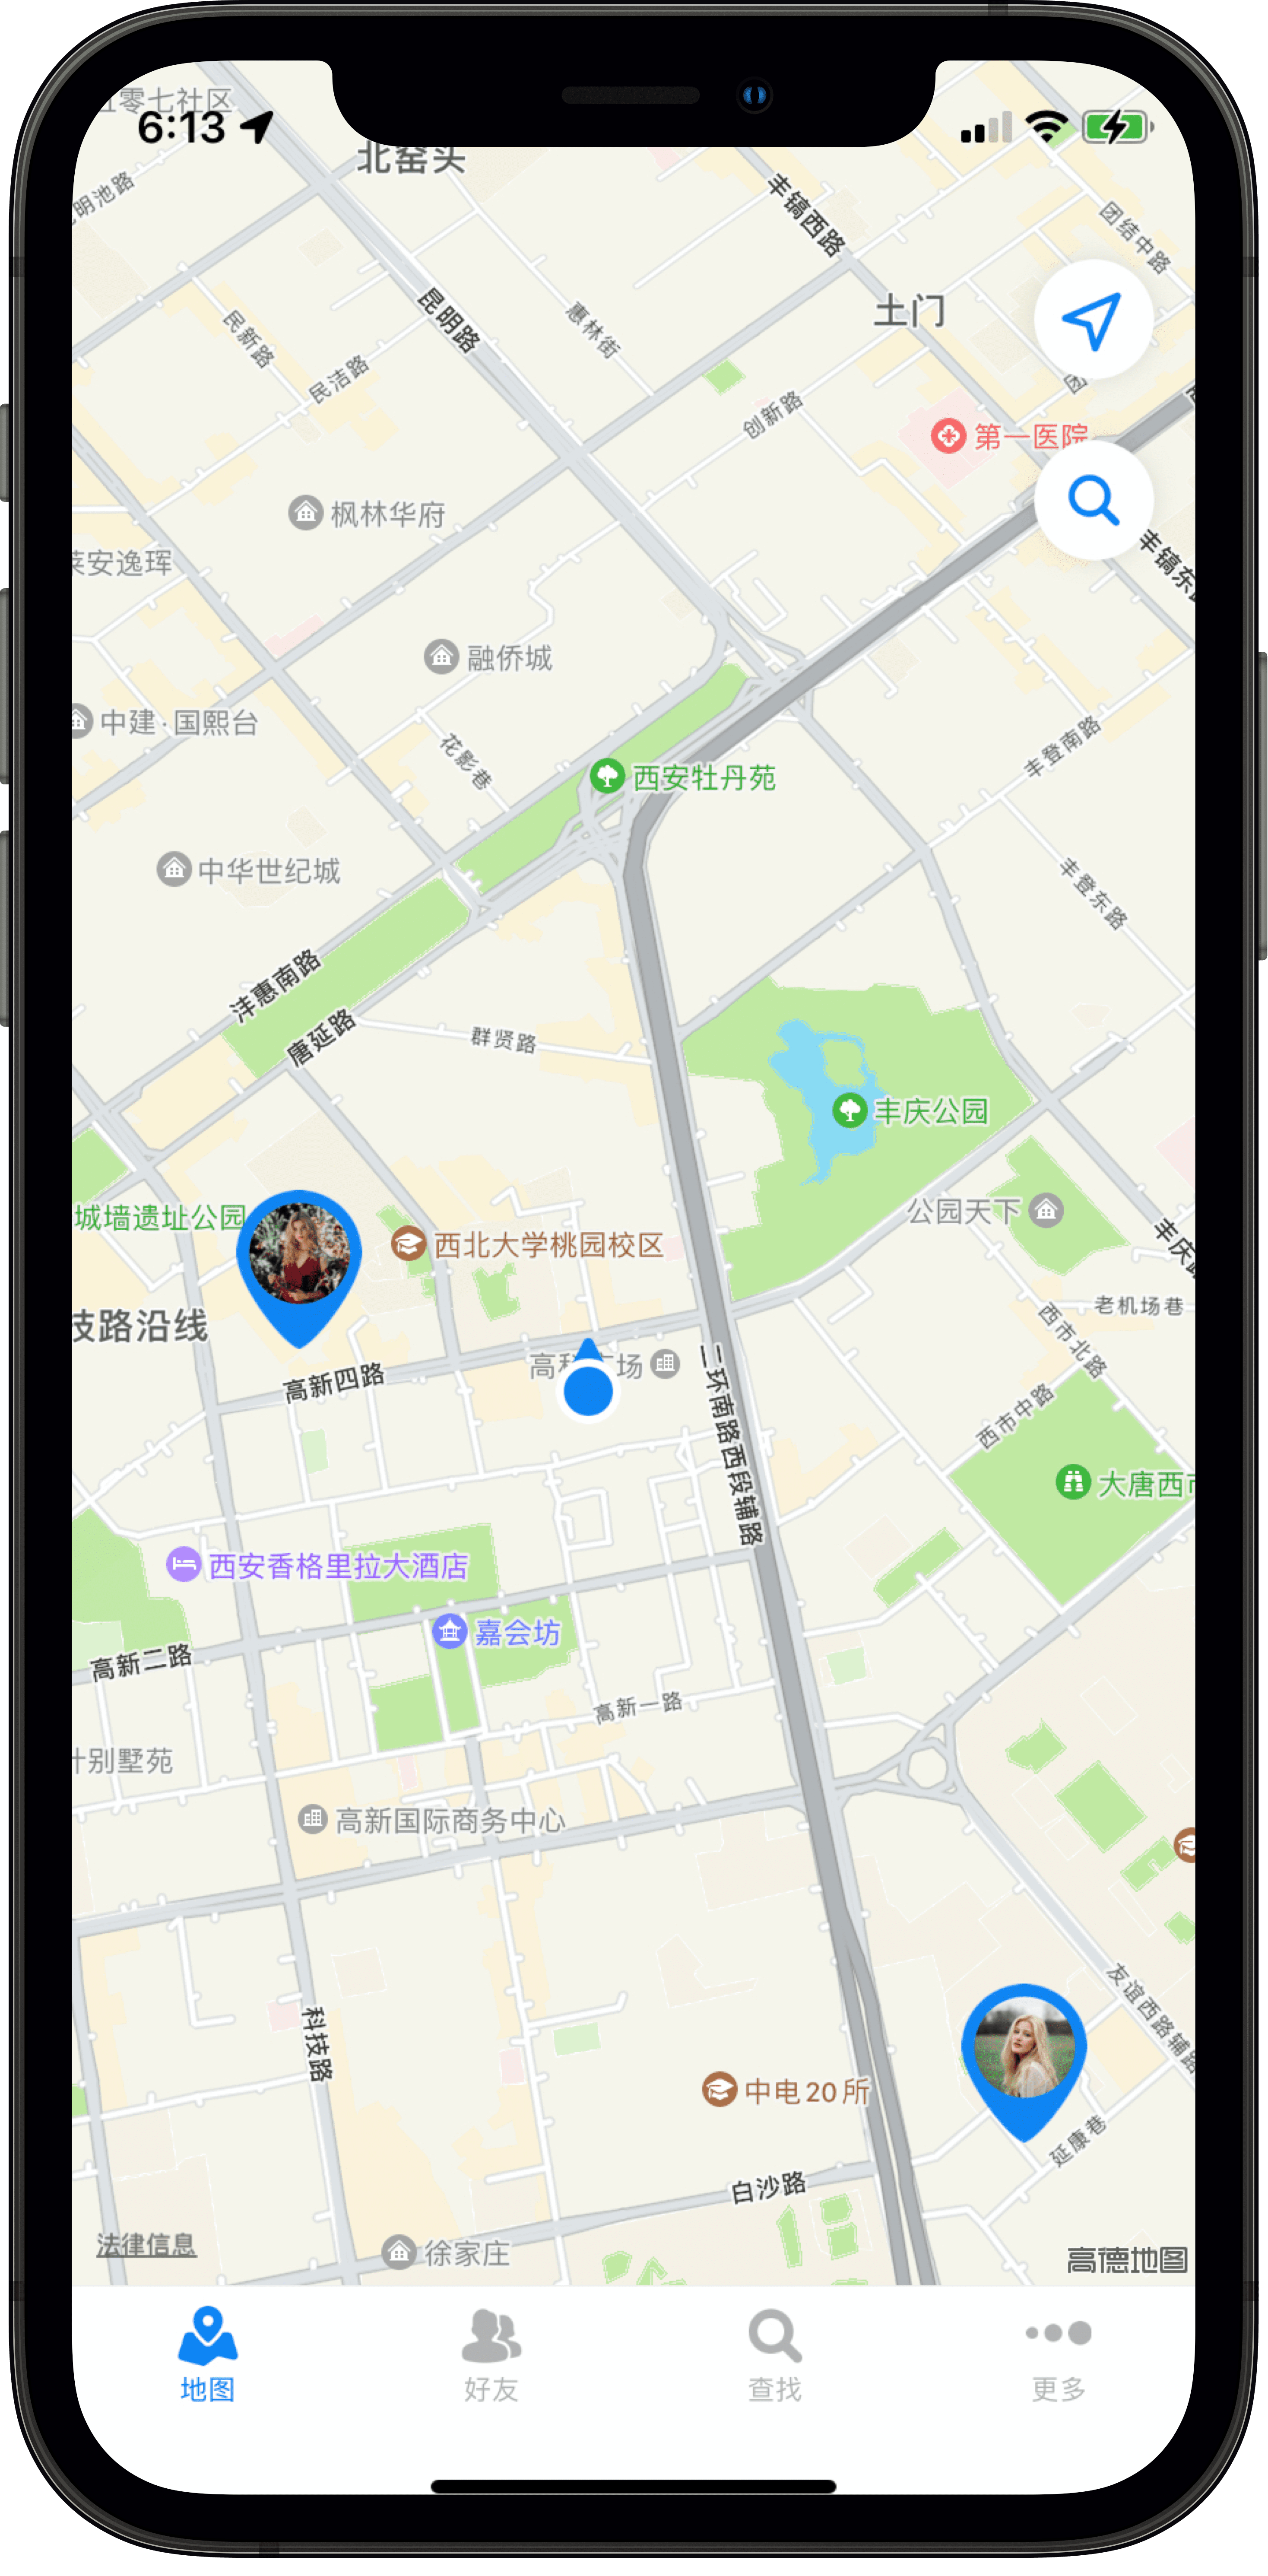 零七社区
6:13
北窑头
明池路
丰镐西路
团结中路
民新路
昆明路
惠林街
土门
民洁路
团
创新路
第一医院
枫林华府
莱安逸珲
丰镐东
融侨城
中建·国熙台
花影巷
西安牡丹苑
丰登南路
中华世纪城
丰登东路
沣惠南路
唐延路
群贤路
丰庆公园
城墙遗址公园
公园天下
西北大学桃园校区
丰庆路
技路沿线
老机场巷
西市北路
高新四路
高科广场
二环南路西段辅路
西市中路
大唐西市
西安香格里拉大酒店
嘉会坊
高新二路
高新一路
叶别墅苑
高新国际商务中心
科技路
友谊西路辅路
中电20所
延康巷
白沙路
法律信息
徐家庄
高德地图
地图
好友
查找
更多